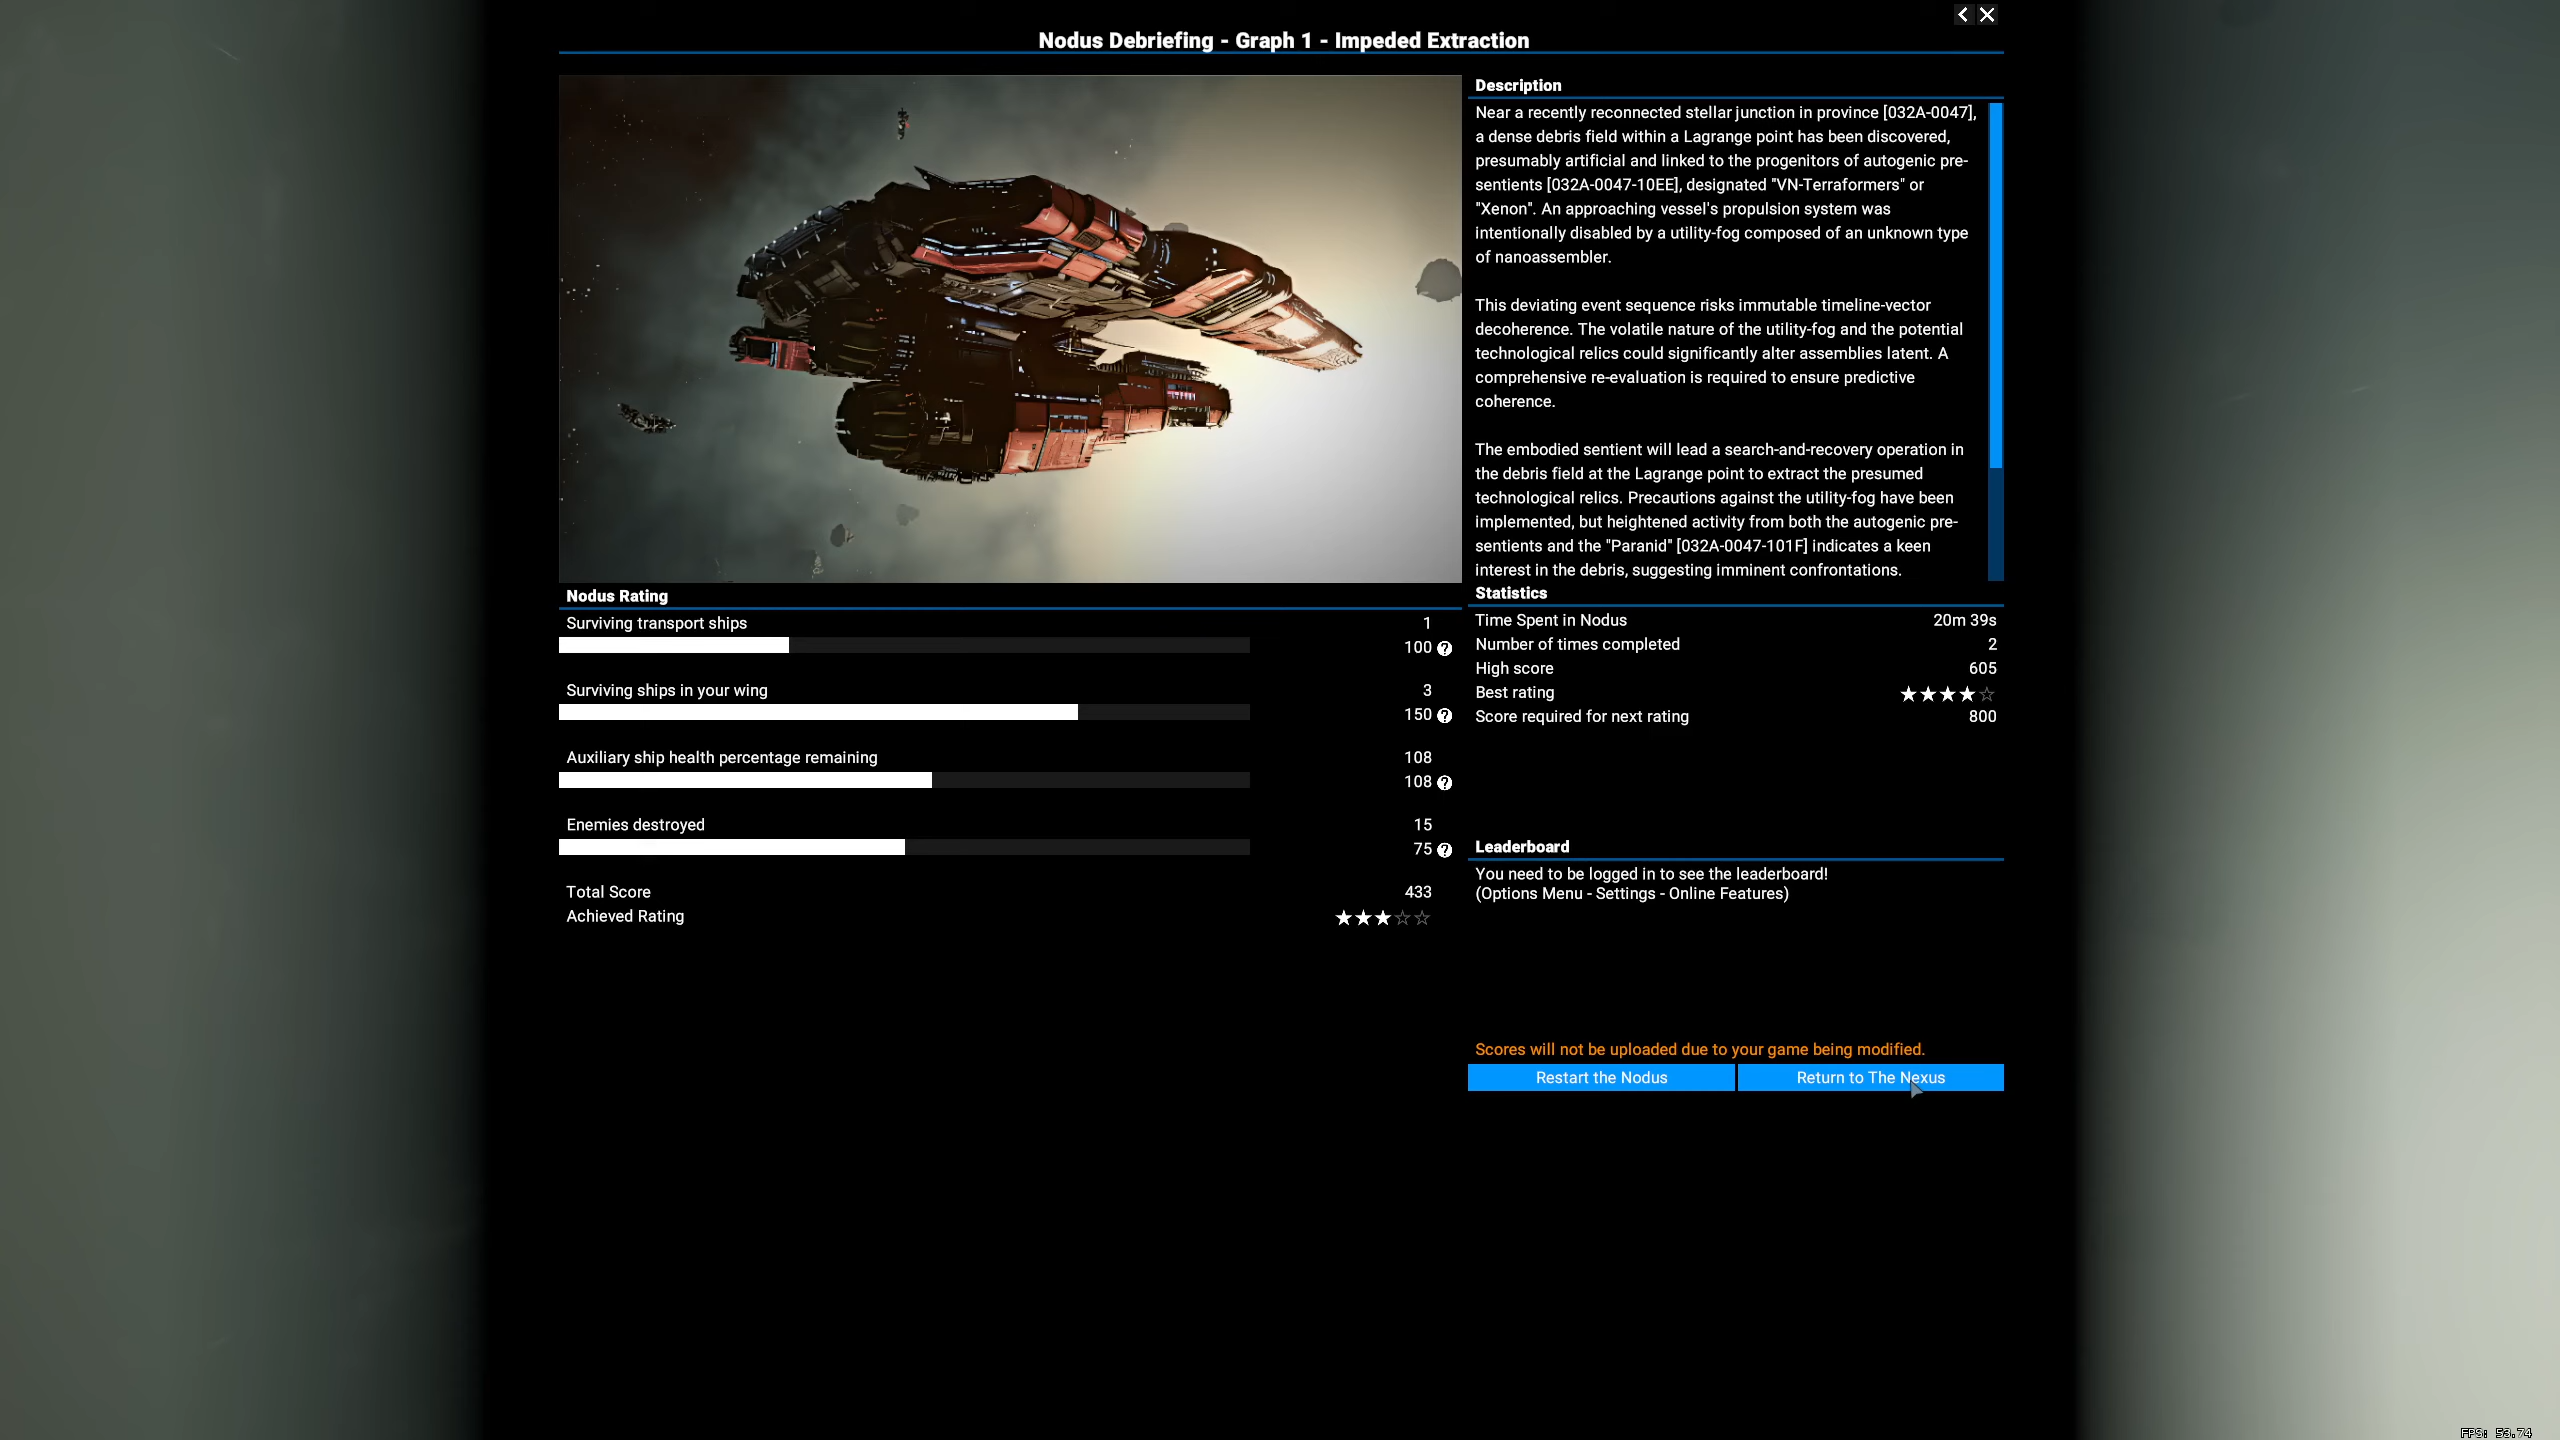 Nodus Debriefing - Graph 1 - Impeded Extraction
Description
Near a recently reconnected stellar junction in province [032A-0047],
a dense debris field within a Lagrange point has been discovered,
presumably artificial and linked to the progenitors of autogenic pre-
sentients [032A-0047-10EE], designated "VN-Terraformers" or
"Xenon". An approaching vessel's propulsion system was
intentionally disabled by a utility-fog composed of an unknown type
of nanoassembler.
This deviating event sequence risks immutable timeline-vector
decoherence. The volatile nature of the utility-fog and the potential
technological relics could significantly alter assemblies latent. A
comprehensive re-evaluation is required to ensure predictive
coherence.
The embodied sentient will lead a search-and-recovery operation in
the debris field at the Lagrange point to extract the presumed
technological relics. Precautions against the utility-fog have been
implemented, but heightened activity from both the autogenic pre-
sentients and the "Paranid" [032A-0047-101F] indicates a keen
interest in the debris, suggesting imminent confrontations.
Nodus Rating
Surviving transport ships 1
100 ?
Surviving ships in your wing 3
150 ?
Auxiliary ship health percentage remaining 108
108 ?
Enemies destroyed 15
75 ?
Total Score 433
Achieved Rating ★★★☆☆
Statistics
Time Spent in Nodus 20m 39s
Number of times completed 2
High score 605
Best rating ★★★★☆
Score required for next rating 800
Leaderboard
You need to be logged in to see the leaderboard!
(Options Menu - Settings - Online Features)
Scores will not be uploaded due to your game being modified.
Restart the Nodus Return to The Nexus
FPS: 53.74